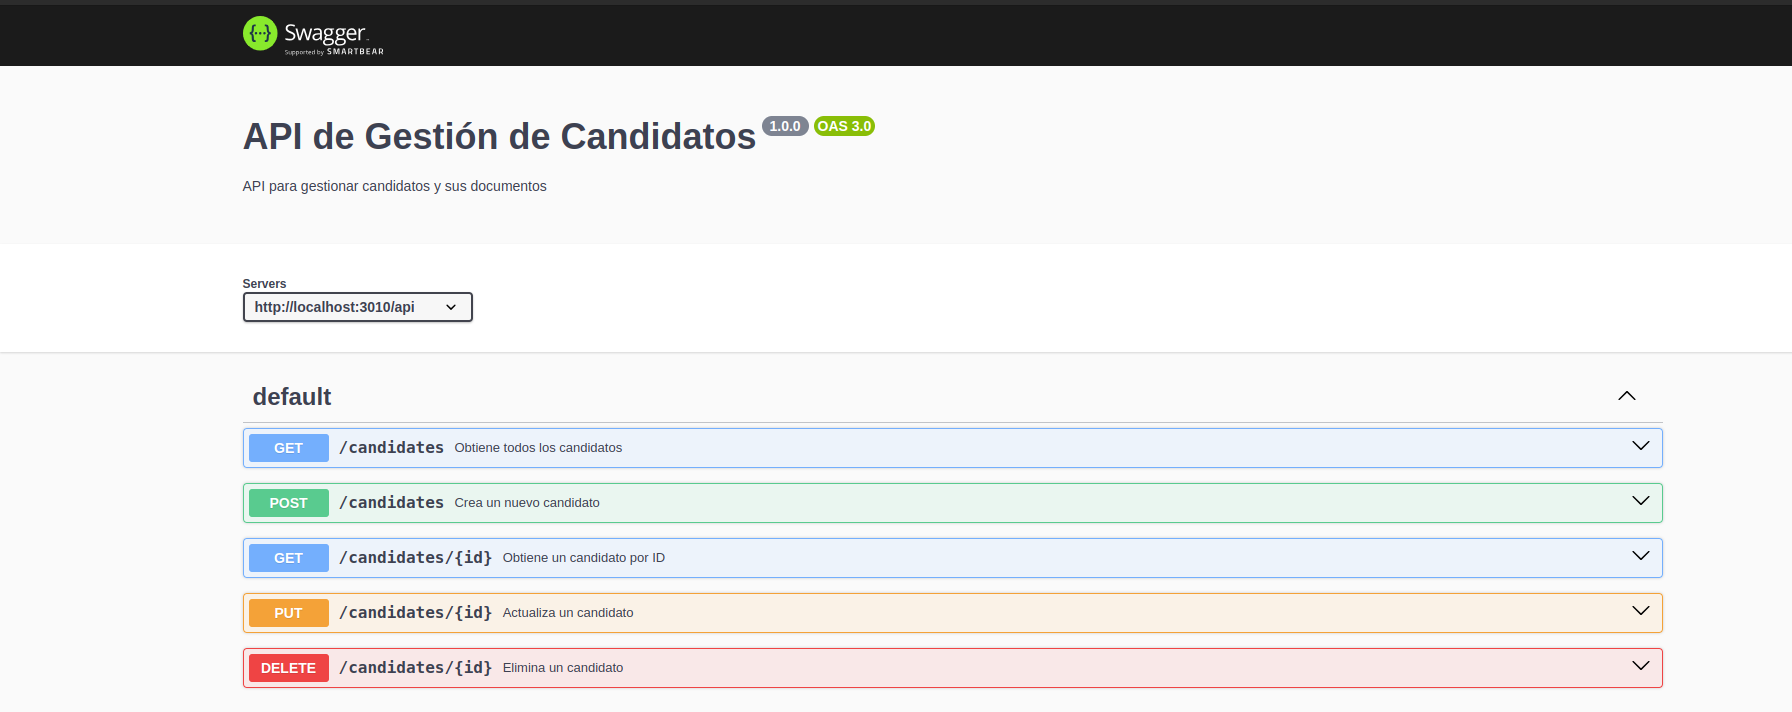 Swagger
Supported by SMARTBEAR
API de Gestión de Candidatos 1.0.0 OAS 3.0
API para gestionar candidatos y sus documentos
Servers
http://localhost:3010/api
default
GET /candidates Obtiene todos los candidatos
POST /candidates Crea un nuevo candidato
GET /candidates/{id} Obtiene un candidato por ID
PUT /candidates/{id} Actualiza un candidato
DELETE /candidates/{id} Elimina un candidato